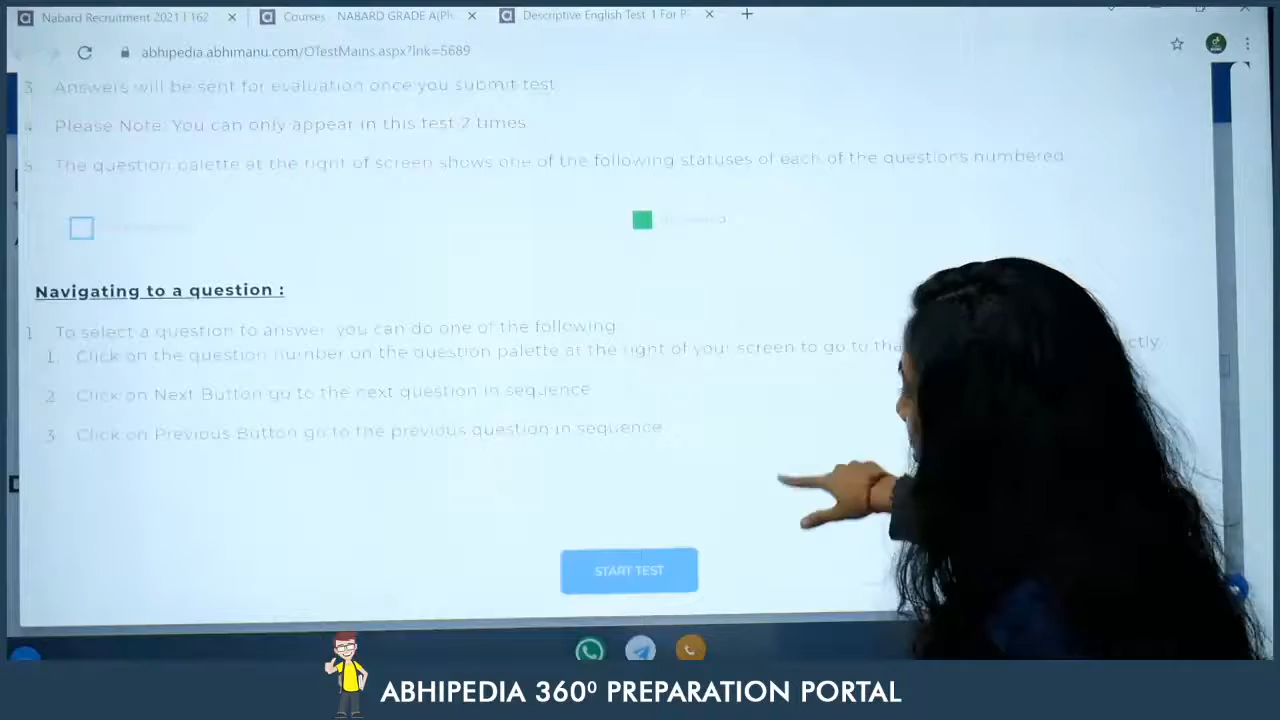 Nabard Recruitment 2021 I 162
Courses NABARD GRADE A(Ph
Descriptive English Test 1 For P
abhipedia.abhimanu.com/OTestMains.aspx?lnk=5689
3 Answers will be sent for evaluation once you submit test
4 Please Note: You can only appear in this test 2 times
5 The question palette at the right of screen shows one of the following statuses of each of the questions numbered
Navigating to a question :
1 To select a question to answer, you can do one of the following
1. Click on the question number on the question palette at the right of your screen to go to
2 Click on Next Button go to the next question in sequence
3 Click on Previous Button go to the previous question in sequence
START TEST
ABHIPEDIA 360⁰ PREPARATION PORTAL